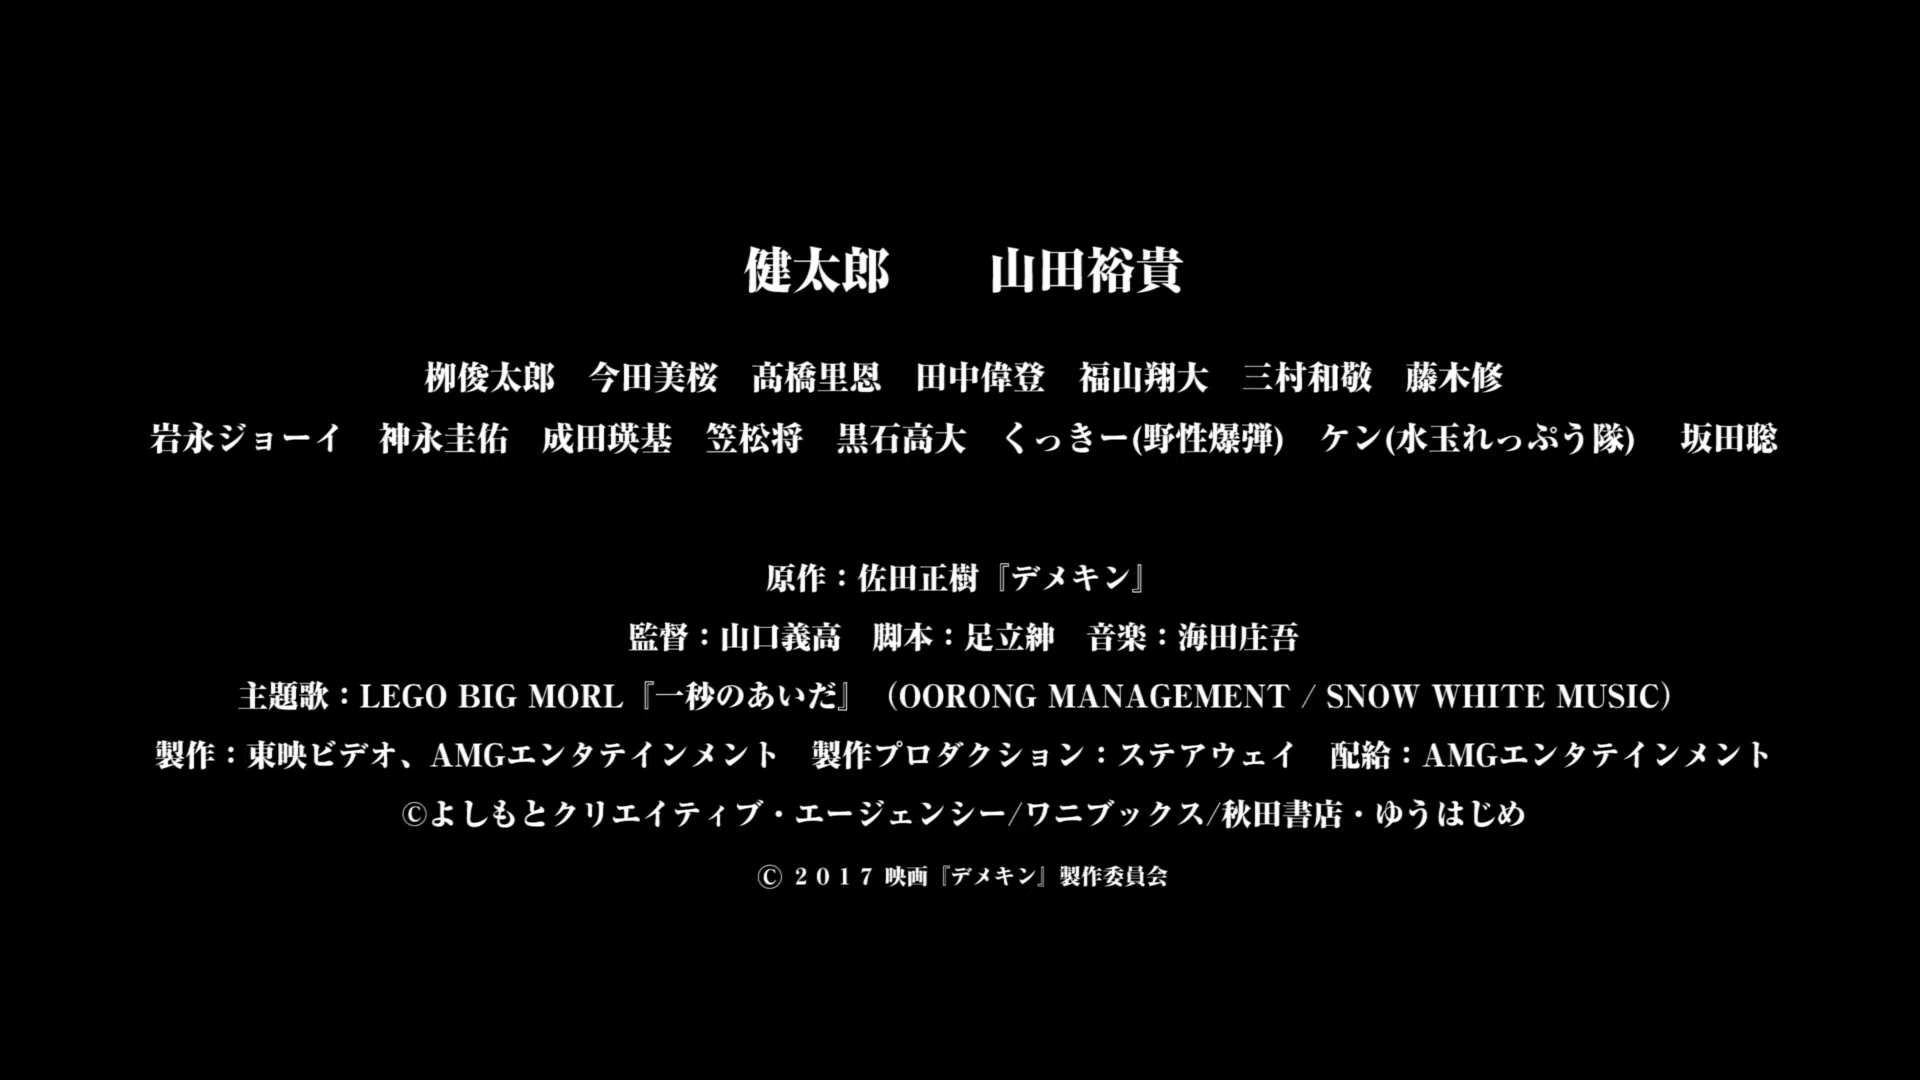 健太郎　　山田裕貴
栁俊太郎　今田美桜　髙橋里恩　田中偉登　福山翔大　三村和敬　藤木修
岩永ジョーイ　神永圭佑　成田瑛基　笠松将　黒石高大　くっきー(野性爆弾)　ケン(水玉れっぷう隊)　坂田聡
原作：佐田正樹『デメキン』
監督：山口義高　脚本：足立紳　音楽：海田庄吾
主題歌：LEGO BIG MORL『一秒のあいだ』（OORONG MANAGEMENT / SNOW WHITE MUSIC）
製作：東映ビデオ、AMGエンタテインメント　製作プロダクション：ステアウェイ　配給：AMGエンタテインメント
©よしもとクリエイティブ・エージェンシー/ワニブックス/秋田書店・ゆうはじめ
© ２０１７ 映画『デメキン』製作委員会